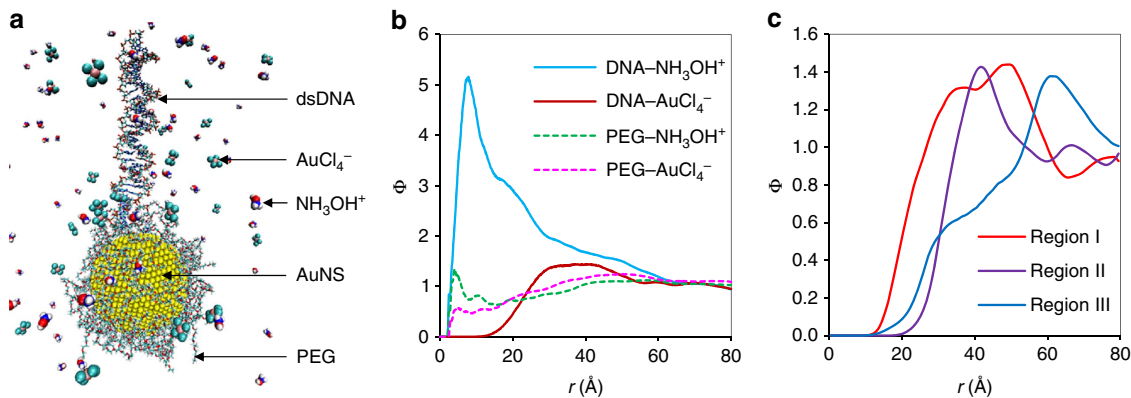 a
dsDNA
AuCl₄⁻
NH₃OH⁺
AuNS
PEG
b
6
5
4
3
2
1
0
Φ
0 20 40 60 80
r (Å)
DNA–NH₃OH⁺
DNA–AuCl₄⁻
PEG–NH₃OH⁺
PEG–AuCl₄⁻
c
1.6
1.4
1.2
1.0
0.8
0.6
0.4
0.2
0.0
Φ
0 20 40 60 80
r (Å)
Region I
Region II
Region III